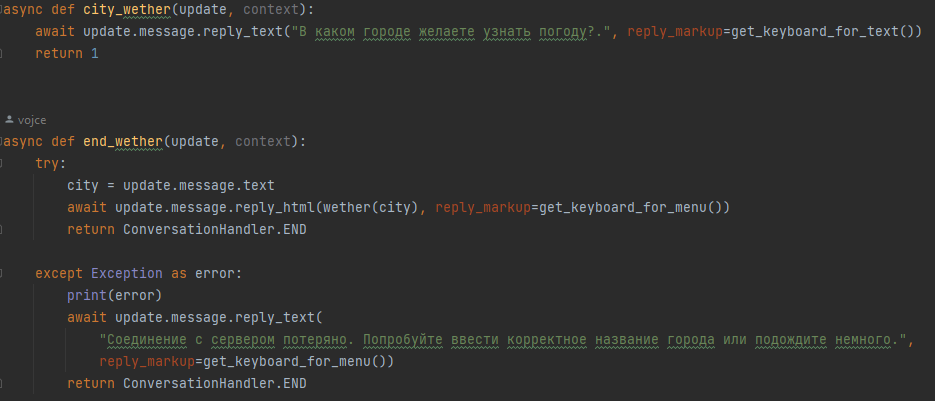 async def city_wether(update, context):
    await update.message.reply_text("В каком городе желаете узнать погоду?.", reply_markup=get_keyboard_for_text())
    return 1
vojce
async def end_wether(update, context):
    try:
        city = update.message.text
        await update.message.reply_html(wether(city), reply_markup=get_keyboard_for_menu())
        return ConversationHandler.END
    except Exception as error:
        print(error)
        await update.message.reply_text(
            "Соединение с сервером потеряно. Попробуйте ввести корректное название города или подождите немного.",
            reply_markup=get_keyboard_for_menu())
        return ConversationHandler.END